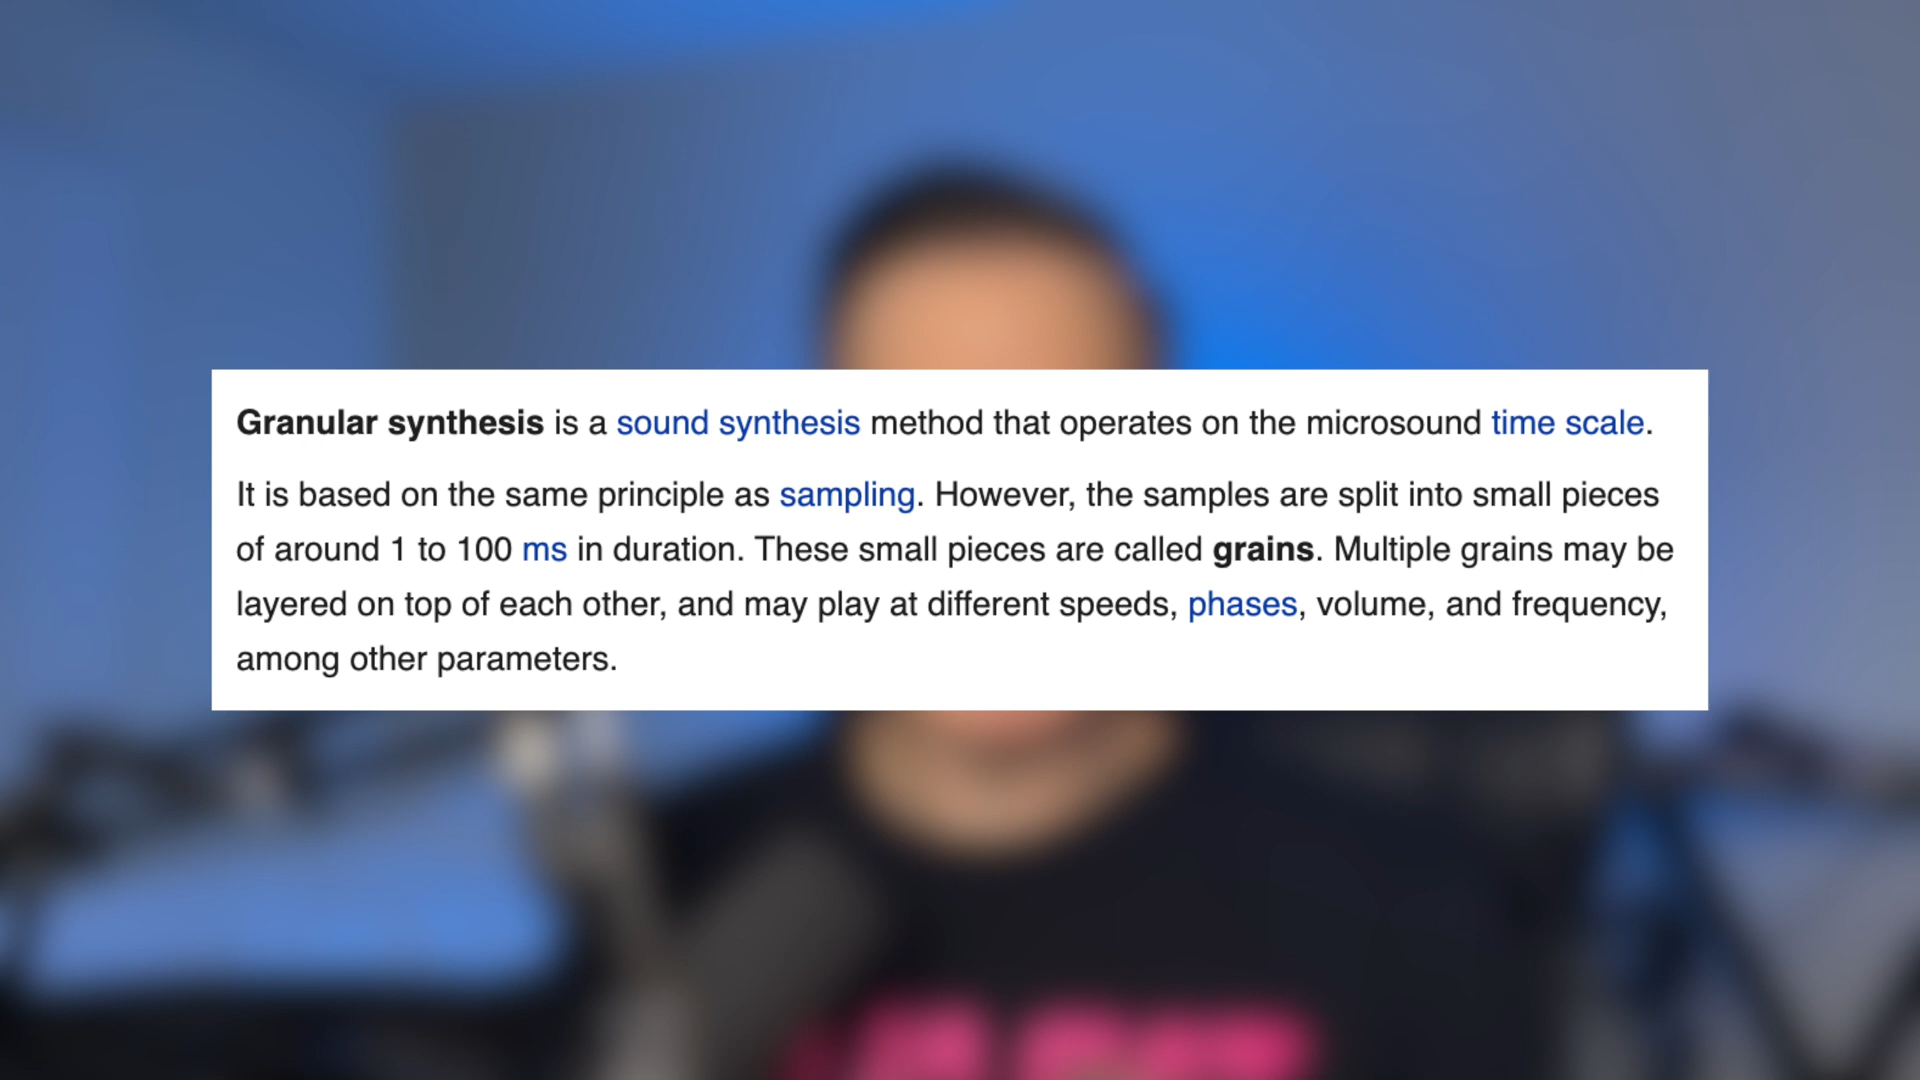 Granular synthesis is a sound synthesis method that operates on the microsound time scale.
It is based on the same principle as sampling. However, the samples are split into small pieces
of around 1 to 100 ms in duration. These small pieces are called grains. Multiple grains may be
layered on top of each other, and may play at different speeds, phases, volume, and frequency,
among other parameters.